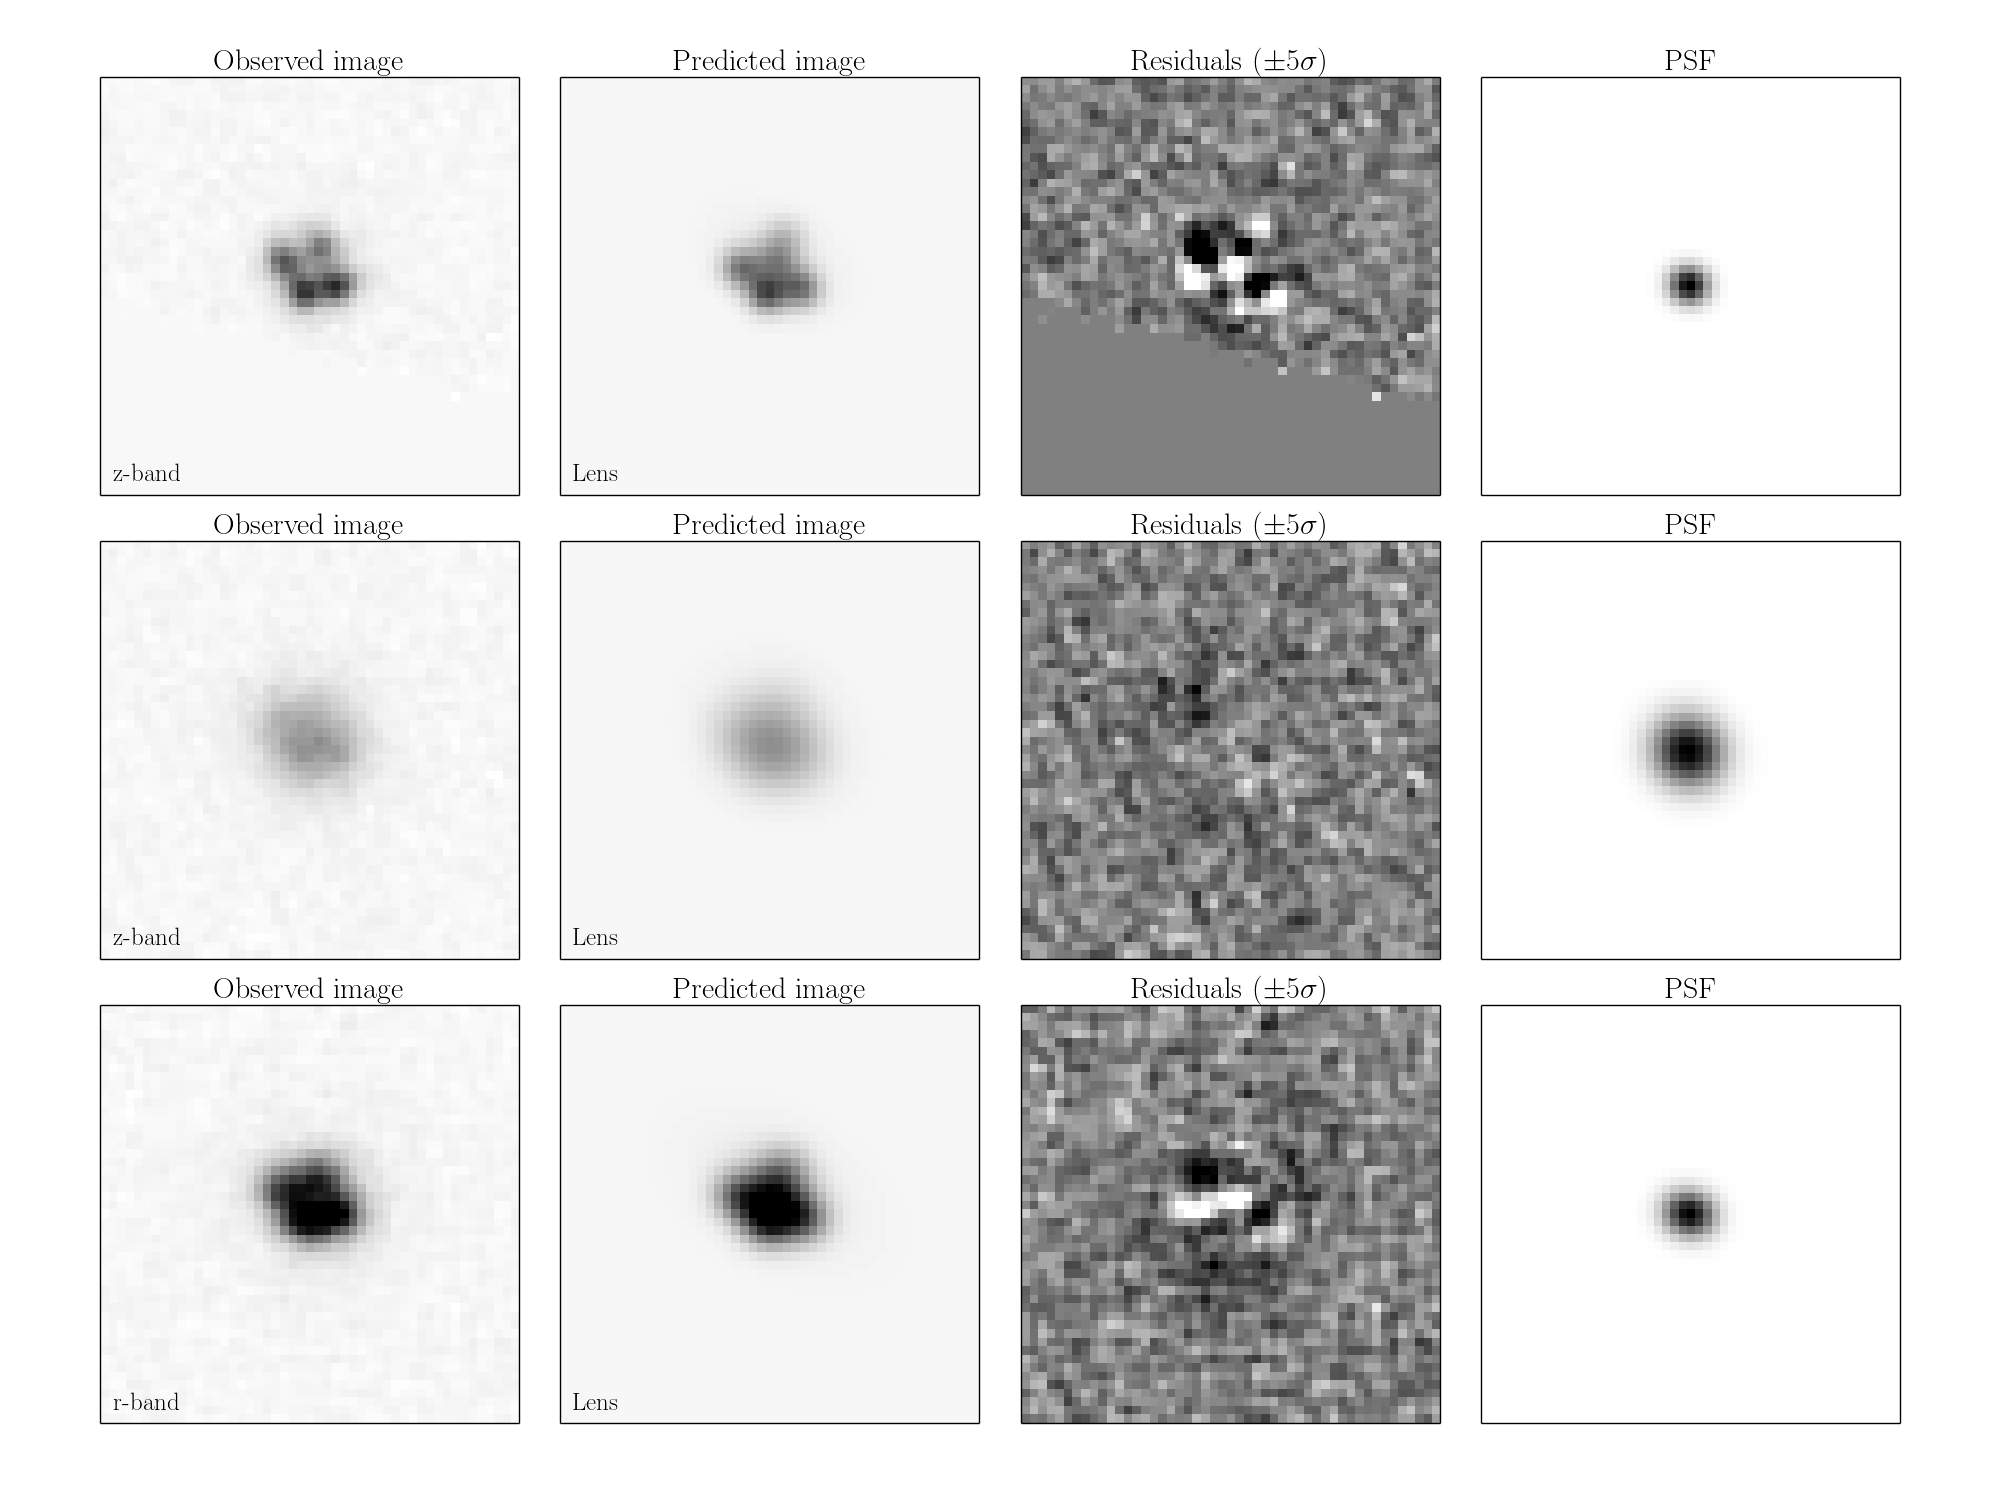 Observed image
Predicted image
Residuals (±5σ)
PSF
z-band
Lens
Observed image
Predicted image
Residuals (±5σ)
PSF
z-band
Lens
Observed image
Predicted image
Residuals (±5σ)
PSF
r-band
Lens